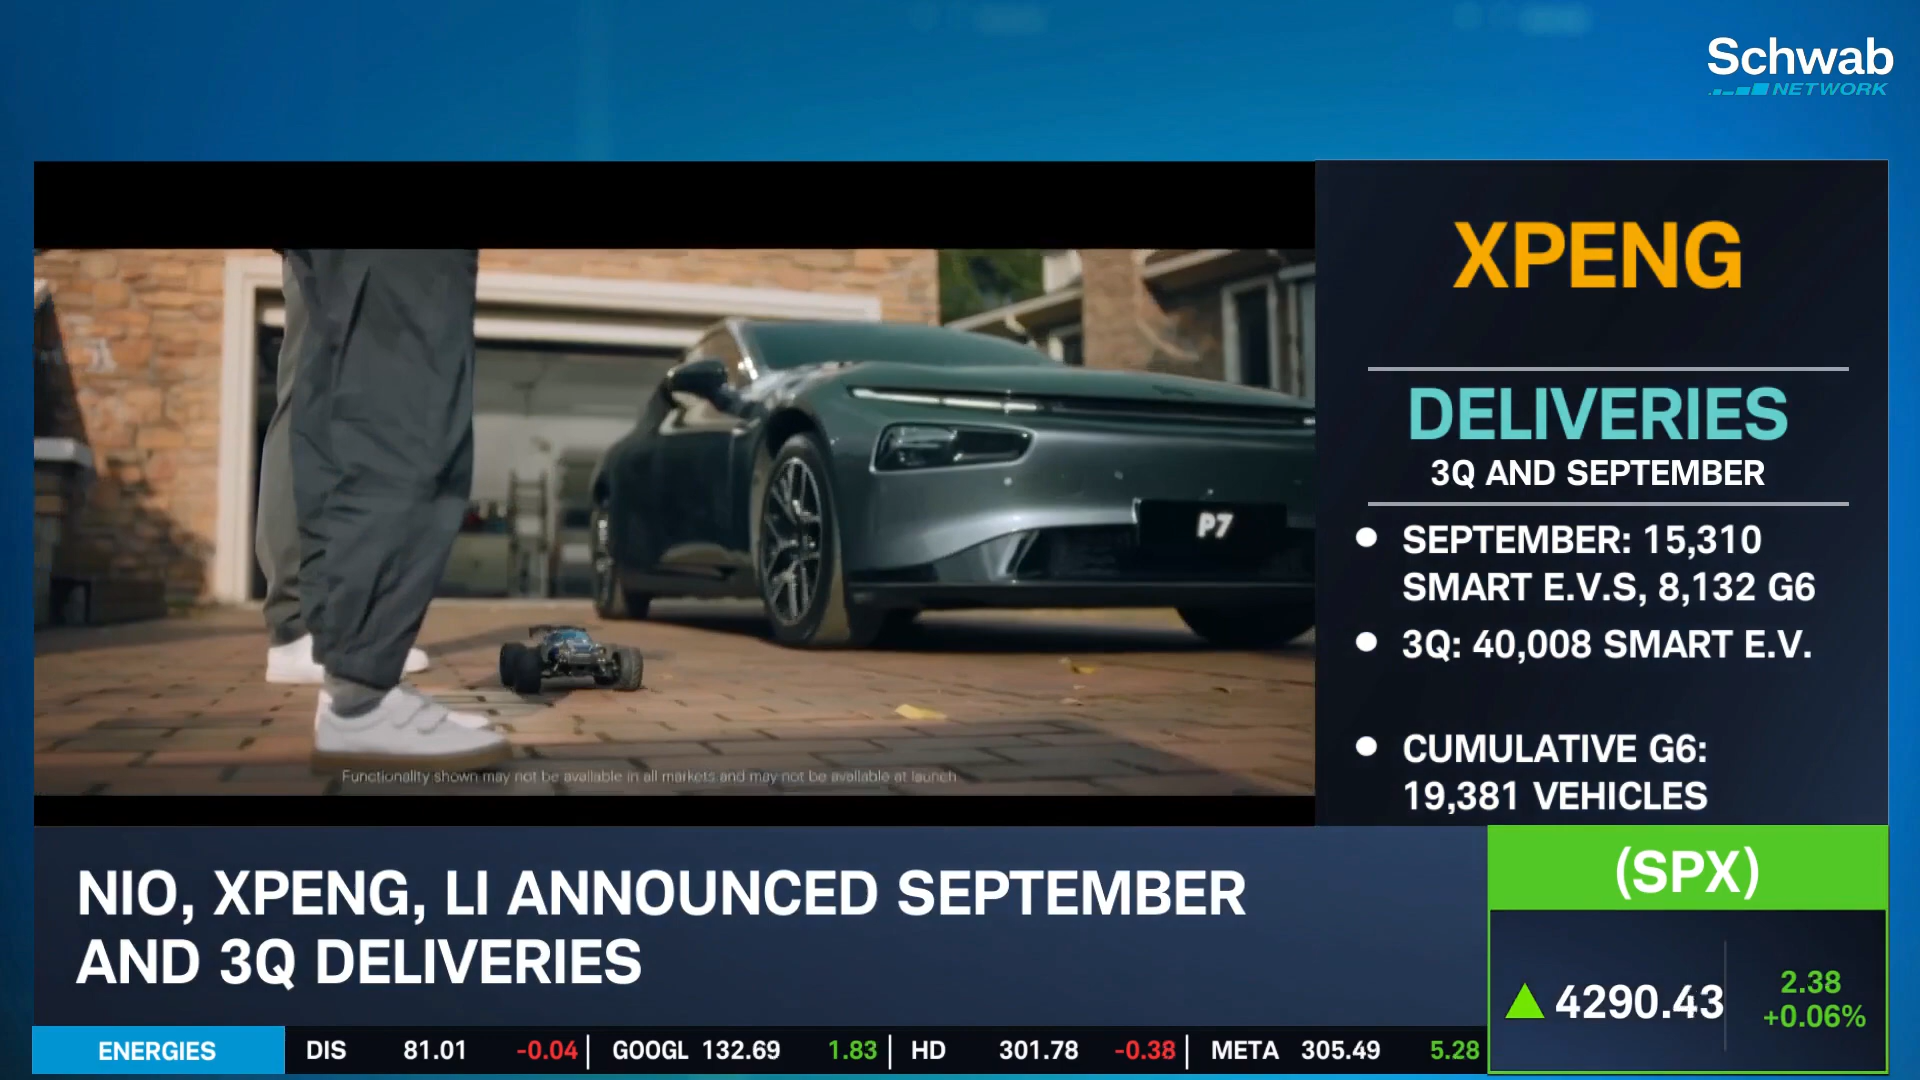 Schwab
NETWORK
XPENG
DELIVERIES
3Q AND SEPTEMBER
SEPTEMBER: 15,310
SMART E.V.S, 8,132 G6
3Q: 40,008 SMART E.V.
CUMULATIVE G6:
19,381 VEHICLES
P7
Functionality shown may not be available in all markets and may not be available at launch
NIO, XPENG, LI ANNOUNCED SEPTEMBER
AND 3Q DELIVERIES
(SPX)
4290.43
2.38
+0.06%
ENERGIES DIS 81.01 -0.04 GOOGL 132.69 1.83 HD 301.78 -0.38 META 305.49 5.28